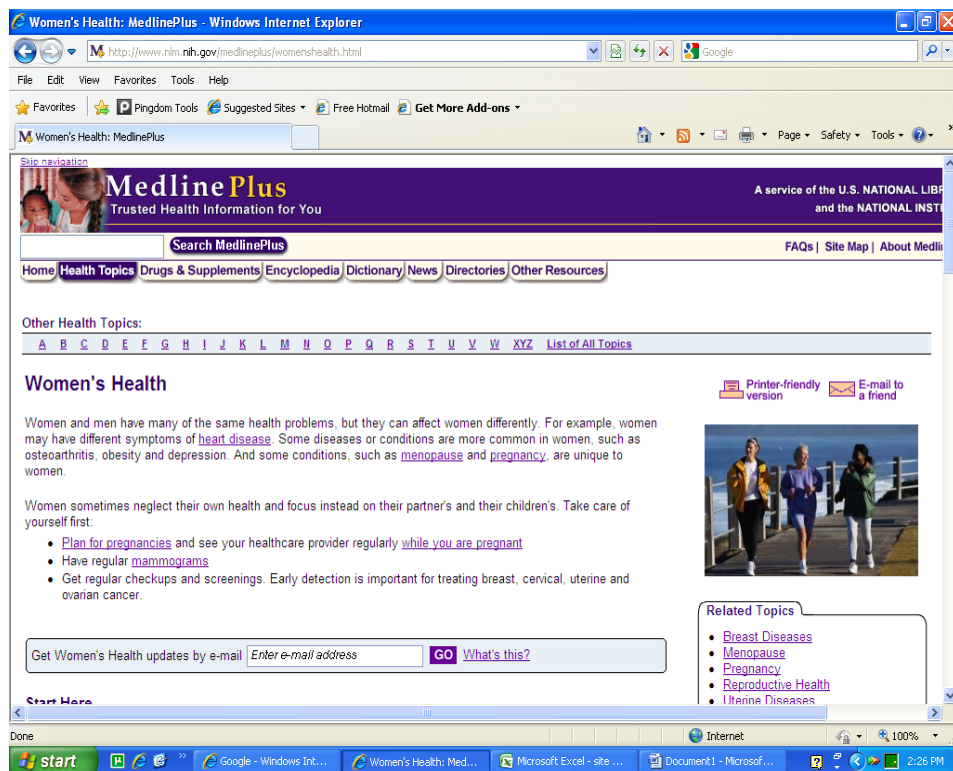 Women's Health: MedlinePlus - Windows Internet Explorer
http://www.nlm.nih.gov/medlineplus/womenshealth.html
Google
File Edit View Favorites Tools Help
Favorites Pingdom Tools Suggested Sites Free Hotmail Get More Add-ons
Women's Health: MedlinePlus
Page Safety Tools
Skip navigation
MedlinePlus
Trusted Health Information for You
A service of the U.S. NATIONAL LIBR
and the NATIONAL INSTI
Search MedlinePlus
FAQs | Site Map | About Medlin
Home Health Topics Drugs & Supplements Encyclopedia Dictionary News Directories Other Resources
Other Health Topics:
A B C D E F G H I J K L M N O P Q R S T U V W XYZ List of All Topics
Women's Health
Printer-friendly version
E-mail to a friend
Women and men have many of the same health problems, but they can affect women differently. For example, women
may have different symptoms of heart disease. Some diseases or conditions are more common in women, such as
osteoarthritis, obesity and depression. And some conditions, such as menopause and pregnancy, are unique to
women.
Women sometimes neglect their own health and focus instead on their partner's and their children's. Take care of
yourself first:
• Plan for pregnancies and see your healthcare provider regularly while you are pregnant
• Have regular mammograms
• Get regular checkups and screenings. Early detection is important for treating breast, cervical, uterine and
ovarian cancer.
Get Women's Health updates by e-mail Enter e-mail address GO What's this?
Start Here
Related Topics
• Breast Diseases
• Menopause
• Pregnancy
• Reproductive Health
• Uterine Diseases
Done Internet 100%
start Google - Windows Int... Women's Health: Med... Microsoft Excel - site ... Document1 - Microsof... 2:26 PM